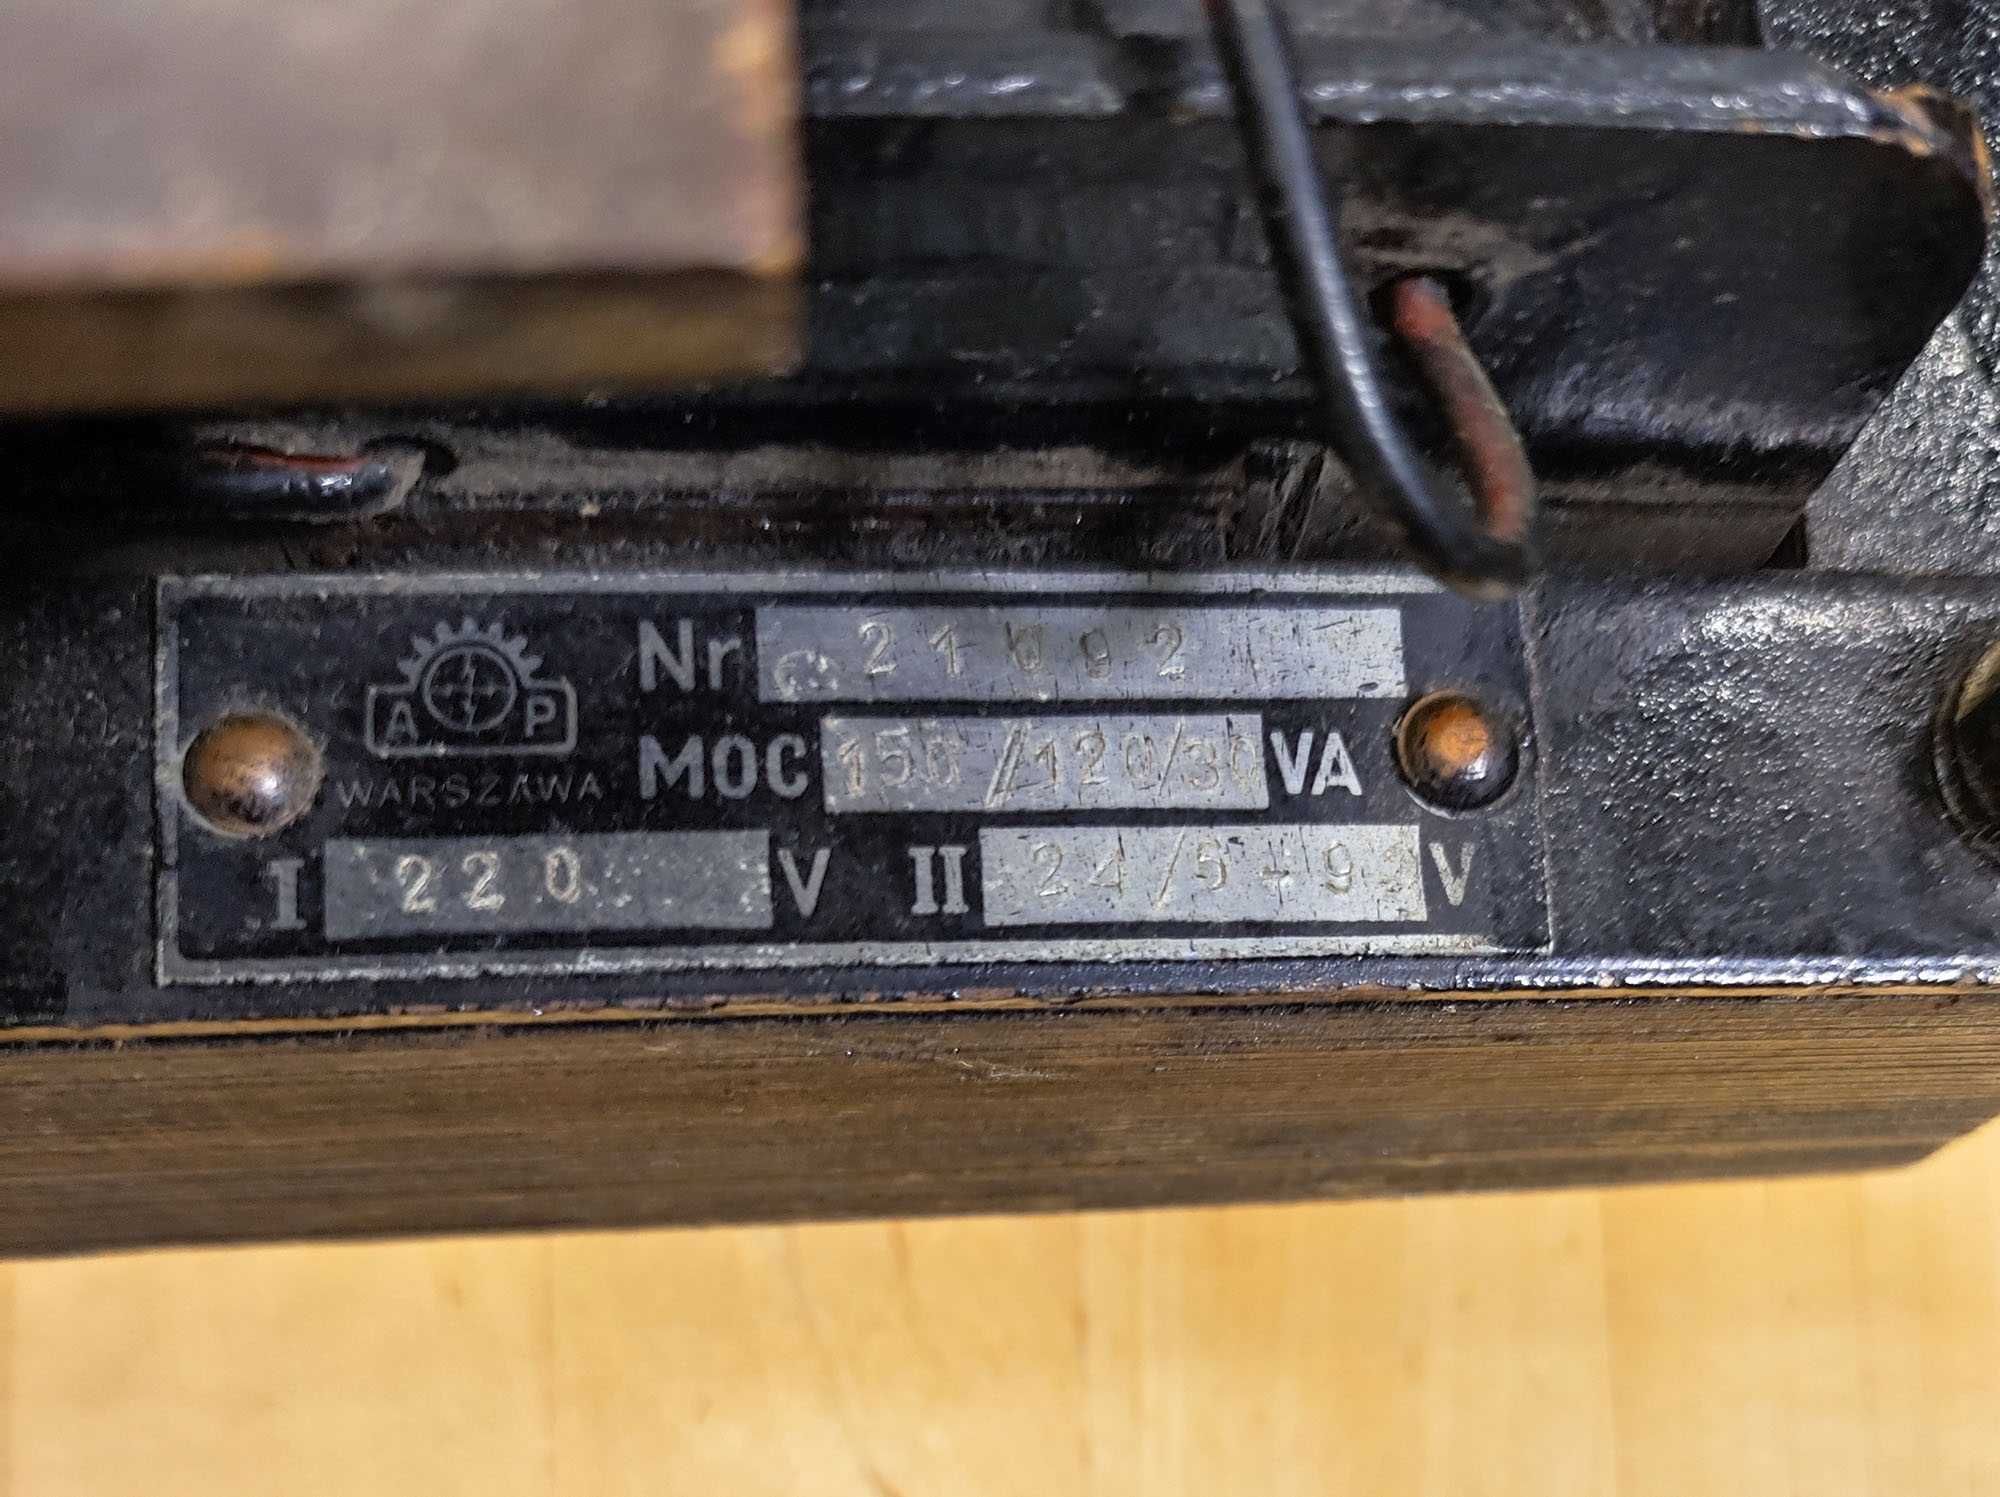 A P
WARSZAWA
Nr 21092
MOC 150/120/30 VA
I 220 V II 24/5-9 V